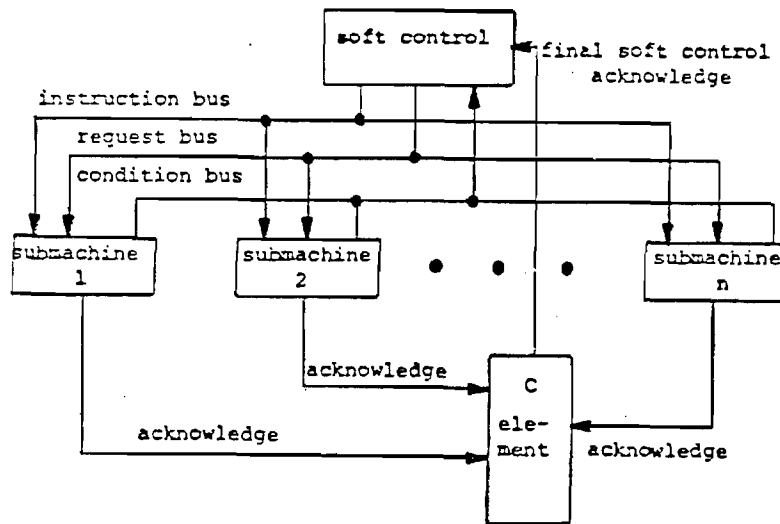 soft control
final soft control
acknowledge
instruction bus
request bus
condition bus
submachine
1
submachine
2
submachine
n
acknowledge
C
ele-
ment
acknowledge
acknowledge